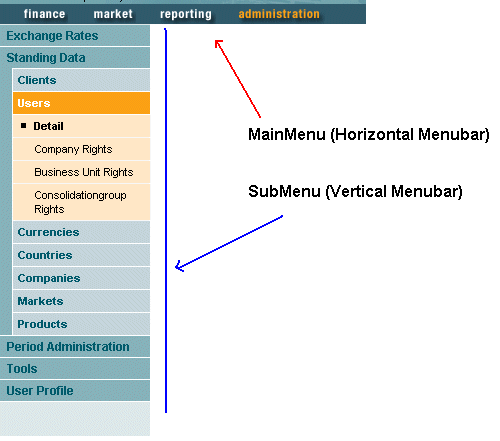 finance market reporting administration
Exchange Rates
Standing Data
Clients
Users
Detail
Company Rights
Business Unit Rights
Consolidationgroup
Rights
Currencies
Countries
Companies
Markets
Products
Period Administration
Tools
User Profile
MainMenu (Horizontal Menubar)
SubMenu (Vertical Menubar)